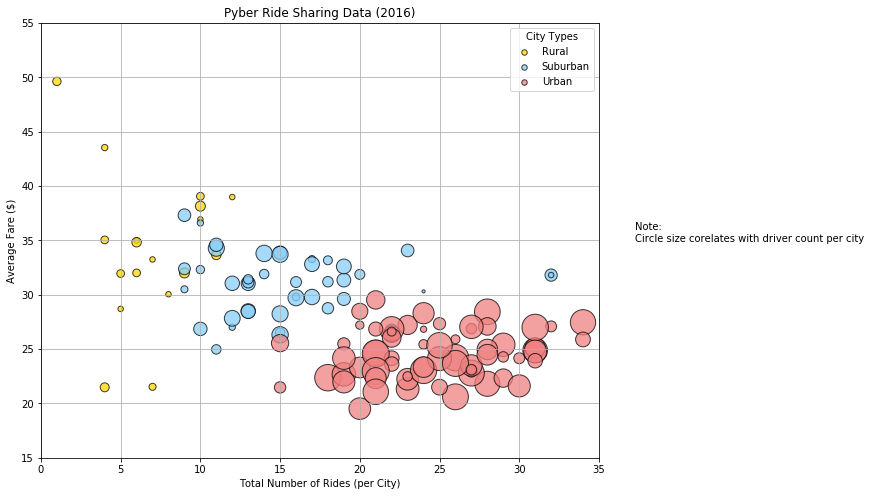 Pyber Ride Sharing Data (2016)
55
50
45
40
35
30
25
20
15
Average Fare ($)
0
5
10
15
20
25
30
35
Total Number of Rides (per City)
City Types
Rural
Suburban
Urban
Note:
Circle size corelates with driver count per city